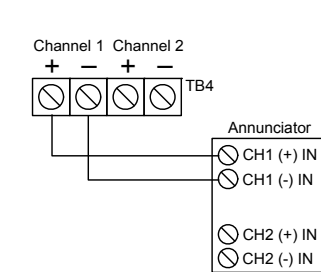 Channel 1 Channel 2
+ − + −
TB4
Annunciator
CH1 (+) IN
CH1 (-) IN
CH2 (+) IN
CH2 (-) IN